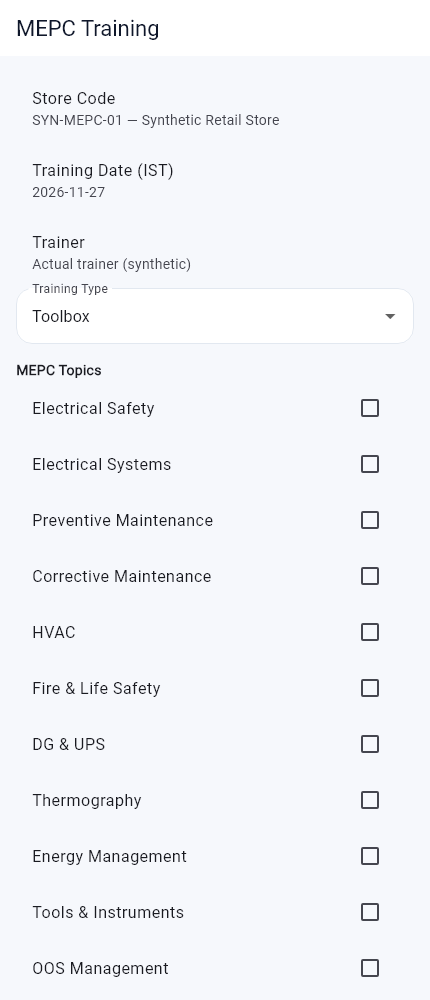 MEPC Training
Store Code
SYN-MEPC-01 — Synthetic Retail Store
Training Date (IST)
2026-11-27
Trainer
Actual trainer (synthetic)
Training Type
Toolbox
MEPC Topics
Electrical Safety
Electrical Systems
Preventive Maintenance
Corrective Maintenance
HVAC
Fire & Life Safety
DG & UPS
Thermography
Energy Management
Tools & Instruments
OOS Management